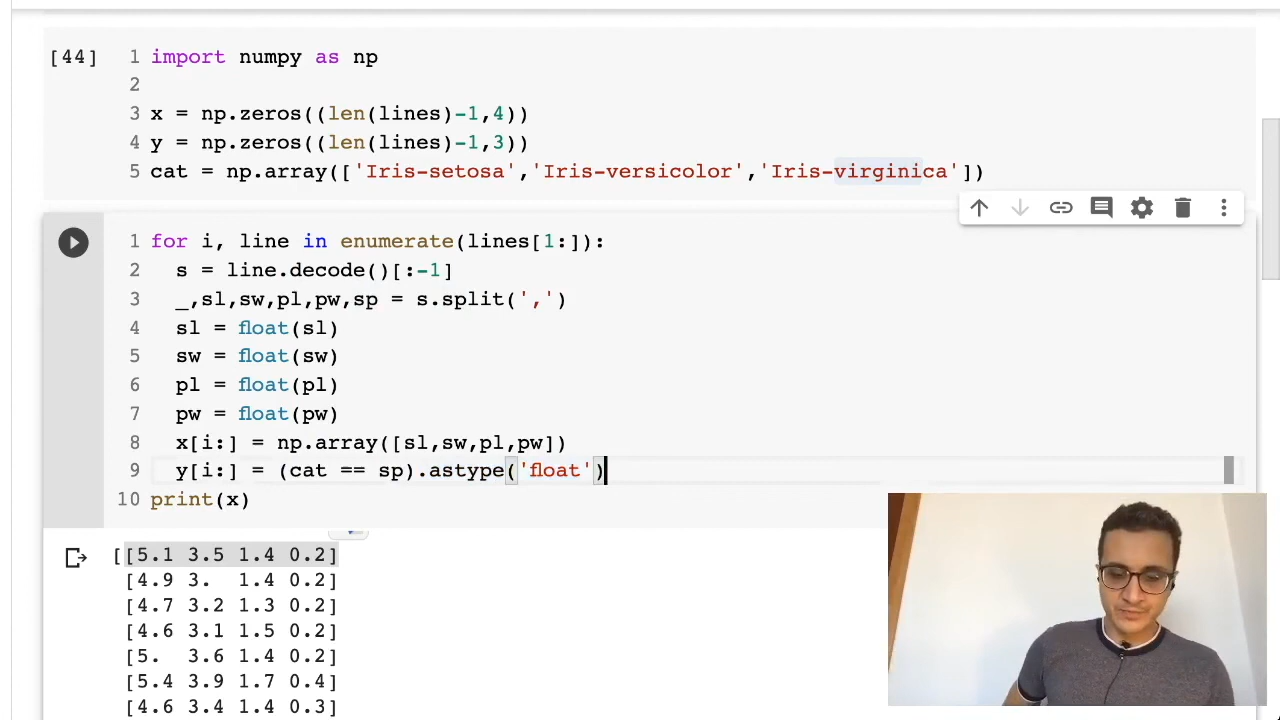 [44] 1 import numpy as np
2
3 x = np.zeros((len(lines)-1,4))
4 y = np.zeros((len(lines)-1,3))
5 cat = np.array(['Iris-setosa','Iris-versicolor','Iris-virginica'])
1 for i, line in enumerate(lines[1:]):
2 s = line.decode()[:-1]
3 _,sl,sw,pl,pw,sp = s.split(',')
4 sl = float(sl)
5 sw = float(sw)
6 pl = float(pl)
7 pw = float(pw)
8 x[i:] = np.array([sl,sw,pl,pw])
9 y[i:] = (cat == sp).astype('float')
10 print(x)
[[5.1 3.5 1.4 0.2]
[4.9 3. 1.4 0.2]
[4.7 3.2 1.3 0.2]
[4.6 3.1 1.5 0.2]
[5. 3.6 1.4 0.2]
[5.4 3.9 1.7 0.4]
[4.6 3.4 1.4 0.3]